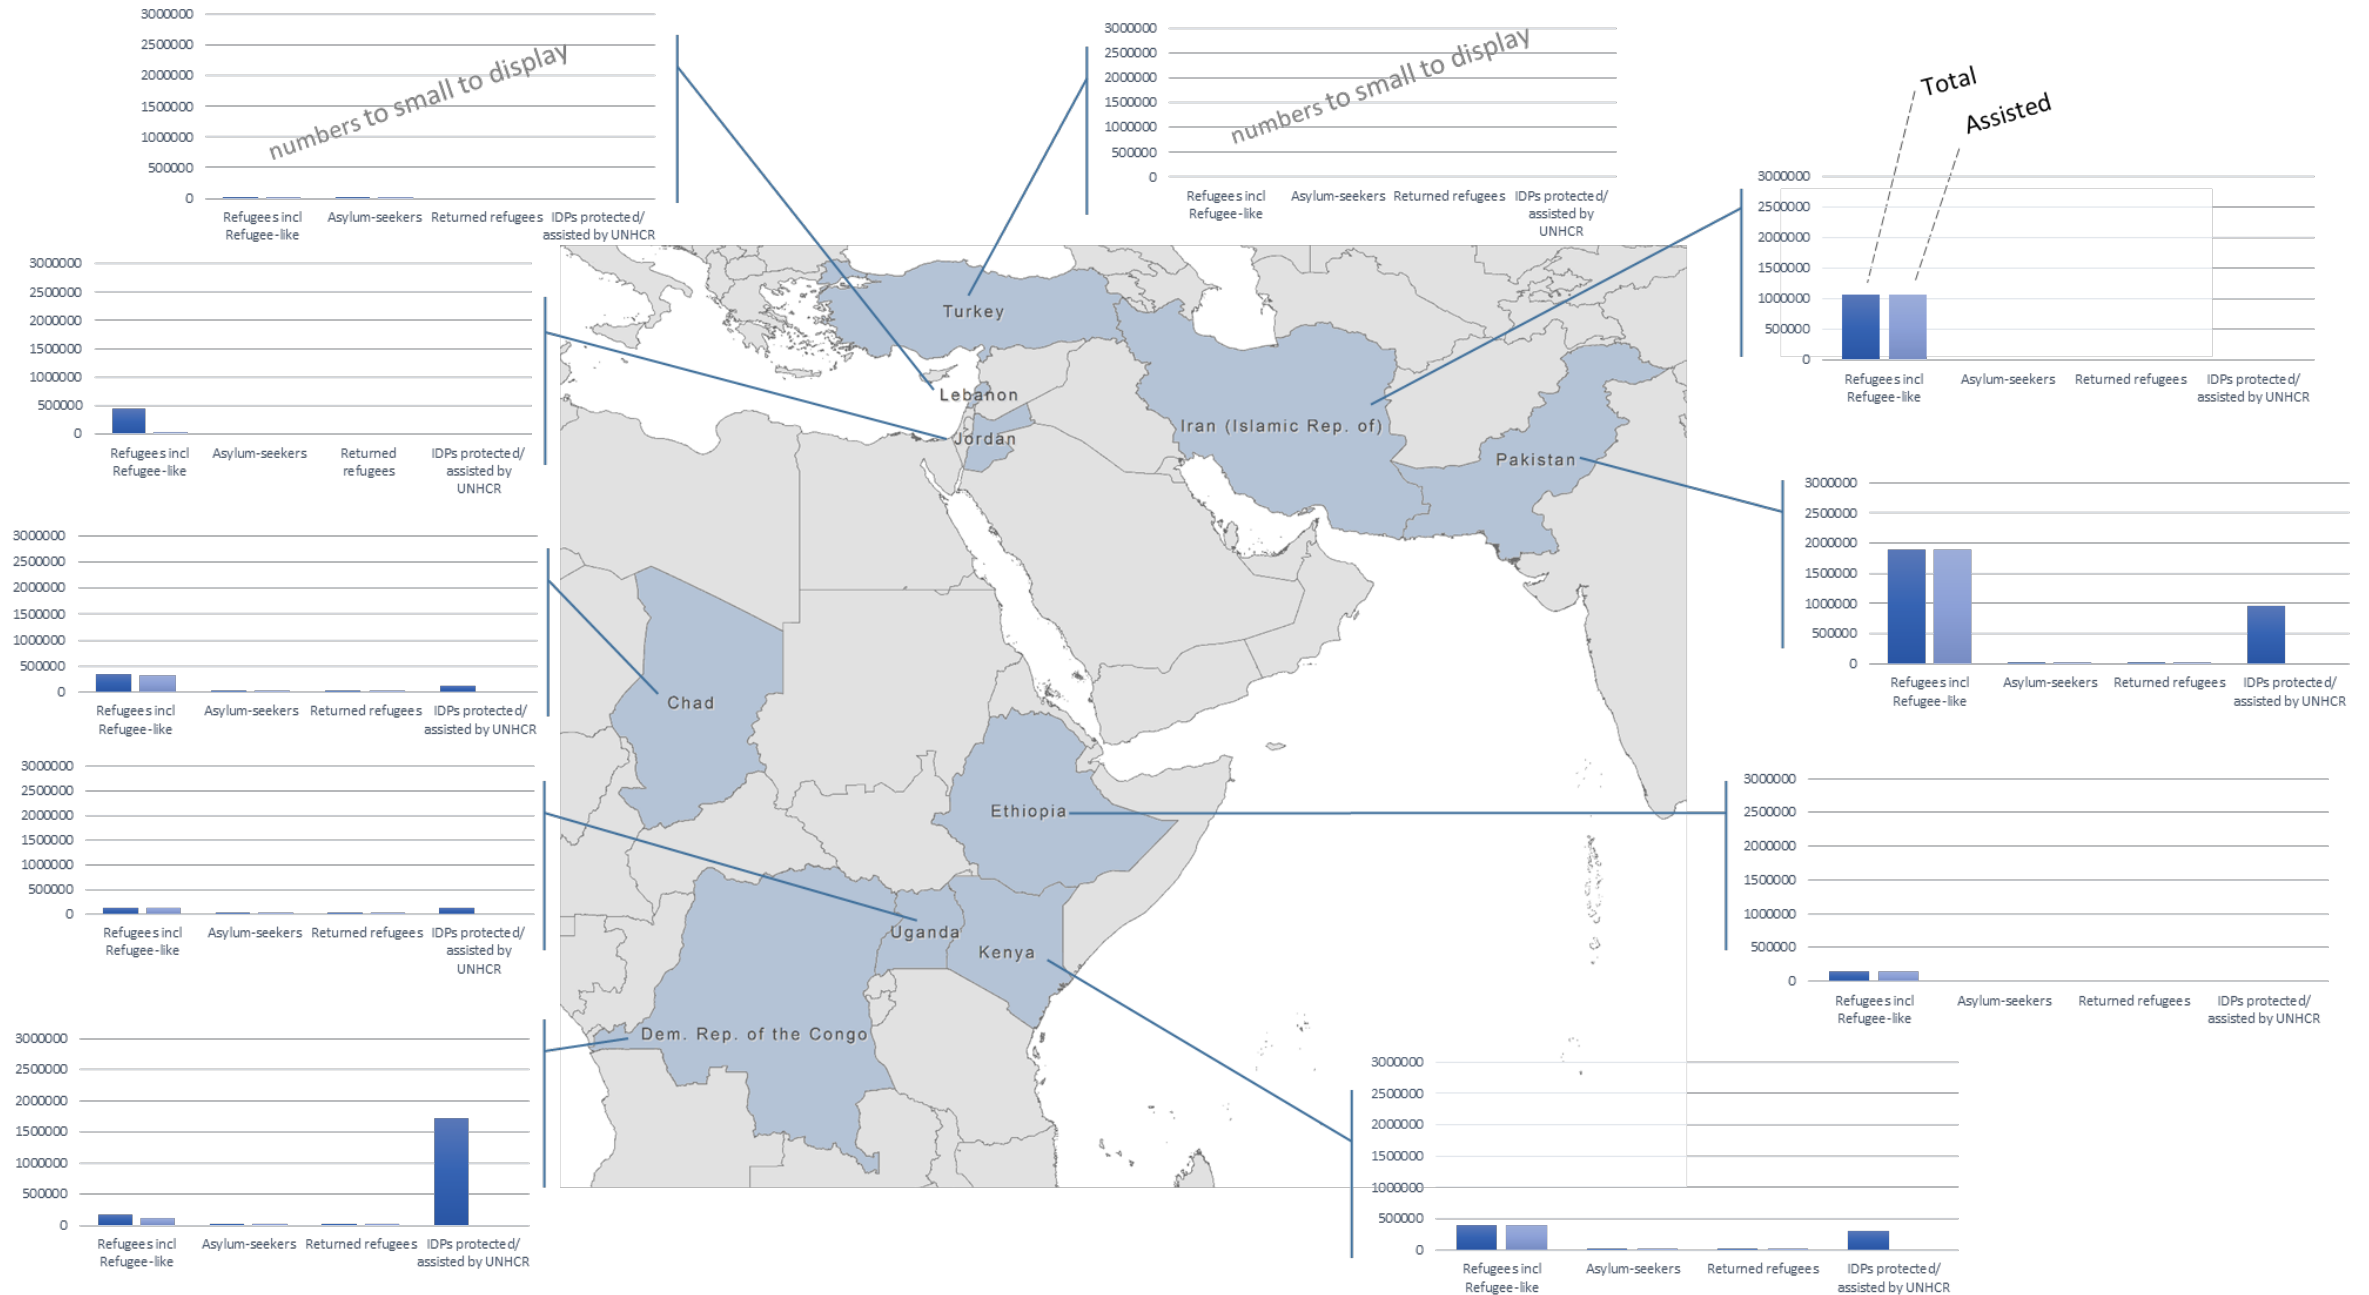 3000000
2500000
2000000
1500000
1000000
500000
0
numbers to small to display
Refugees incl Refugee-like
Asylum-seekers
Returned refugees
IDPs protected/ assisted by UNHCR
3000000
2500000
2000000
1500000
1000000
500000
0
numbers to small to display
Refugees incl Refugee-like
Asylum-seekers
Returned refugees
IDPs protected/ assisted by UNHCR
Total
Assisted
3000000
2500000
2000000
1500000
1000000
500000
0
Refugees incl Refugee-like
Asylum-seekers
Returned refugees
IDPs protected/ assisted by UNHCR
3000000
2500000
2000000
1500000
1000000
500000
0
Refugees incl Refugee-like
Asylum-seekers
Returned refugees
IDPs protected/ assisted by UNHCR
Turkey
Lebanon
Jordan
Iran (Islamic Rep. of)
Pakistan
3000000
2500000
2000000
1500000
1000000
500000
0
Refugees incl Refugee-like
Asylum-seekers
Returned refugees
IDPs protected/ assisted by UNHCR
3000000
2500000
2000000
1500000
1000000
500000
0
Refugees incl Refugee-like
Asylum-seekers
Returned refugees
IDPs protected/ assisted by UNHCR
Chad
Ethiopia
3000000
2500000
2000000
1500000
1000000
500000
0
Refugees incl Refugee-like
Asylum-seekers
Returned refugees
IDPs protected/ assisted by UNHCR
3000000
2500000
2000000
1500000
1000000
500000
0
Refugees incl Refugee-like
Asylum-seekers
Returned refugees
IDPs protected/ assisted by UNHCR
Uganda
Kenya
Dem. Rep. of the Congo
3000000
2500000
2000000
1500000
1000000
500000
0
Refugees incl Refugee-like
Asylum-seekers
Returned refugees
IDPs protected/ assisted by UNHCR
3000000
2500000
2000000
1500000
1000000
500000
0
Refugees incl Refugee-like
Asylum-seekers
Returned refugees
IDPs protected/ assisted by UNHCR